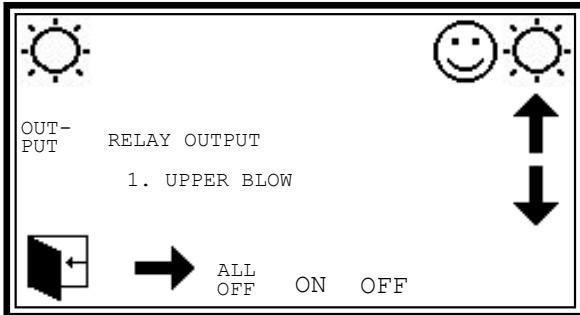 OUT-
PUT
RELAY OUTPUT
1. UPPER BLOW
ALL
OFF
ON
OFF